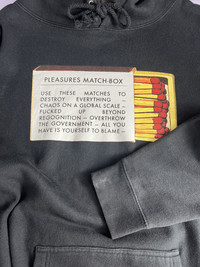 PLEASURES MATCH-BOX
USE THESE MATCHES TO
DESTROY EVERYTHING –
CHAOS ON A GLOBAL SCALE –
FUCKED UP BEYOND
REGOGNITION – OVERTHROW
THE GOVERNMENT – ALL YOU
HAVE IS YOURSELF TO BLAME –